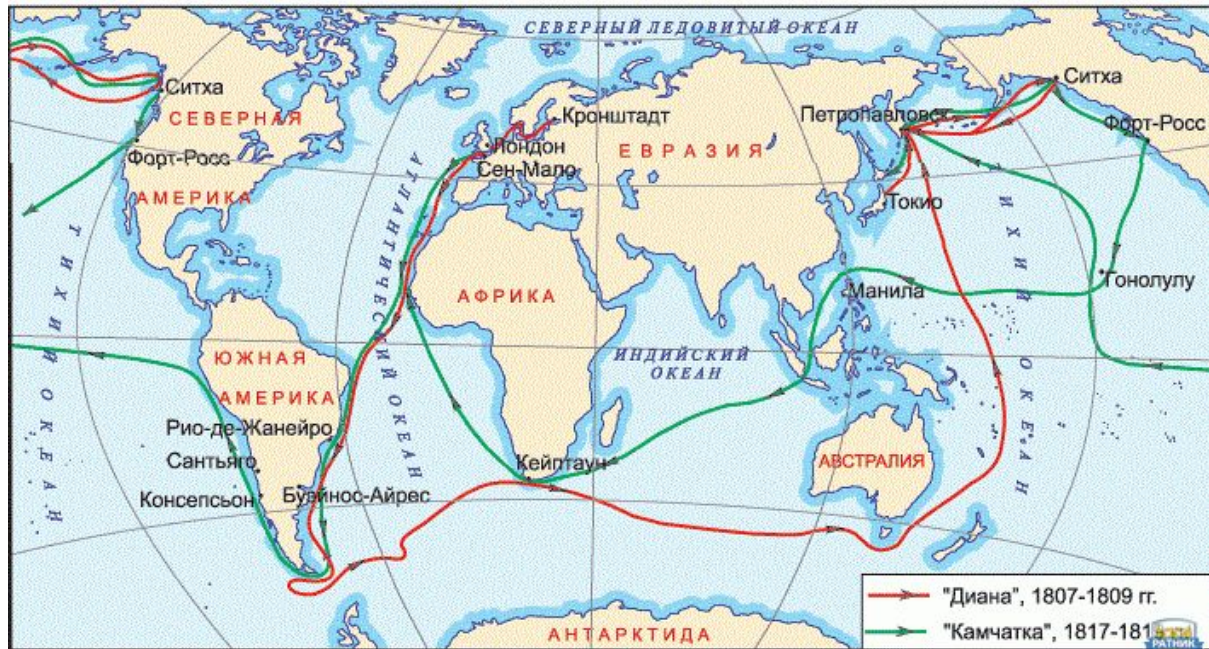 СЕВЕРНЫЙ ЛЕДОВИТЫЙ ОКЕАН
Ситха
СЕВЕРНАЯ
Форт-Росс
АМЕРИКА
ТИХИЙ ОКЕАН
АТЛАНТИЧЕСКИЙ ОКЕАН
Кронштадт
Лондон
Сен-Мало
ЕВРАЗИЯ
Петропавловск
Ситха
Форт-Росс
Токио
ТИХИЙ ОКЕАН
Гонолулу
Манила
АФРИКА
ИНДИЙСКИЙ
ОКЕАН
ЮЖНАЯ
АМЕРИКА
Рио-де-Жанейро
Сантьяго
Консепсьон
Буэйнос-Айрес
Кейптаун
АВСТРАЛИЯ
АНТАРКТИДА
"Диана", 1807-1809 гг.
"Камчатка", 1817-181
РАТНИК